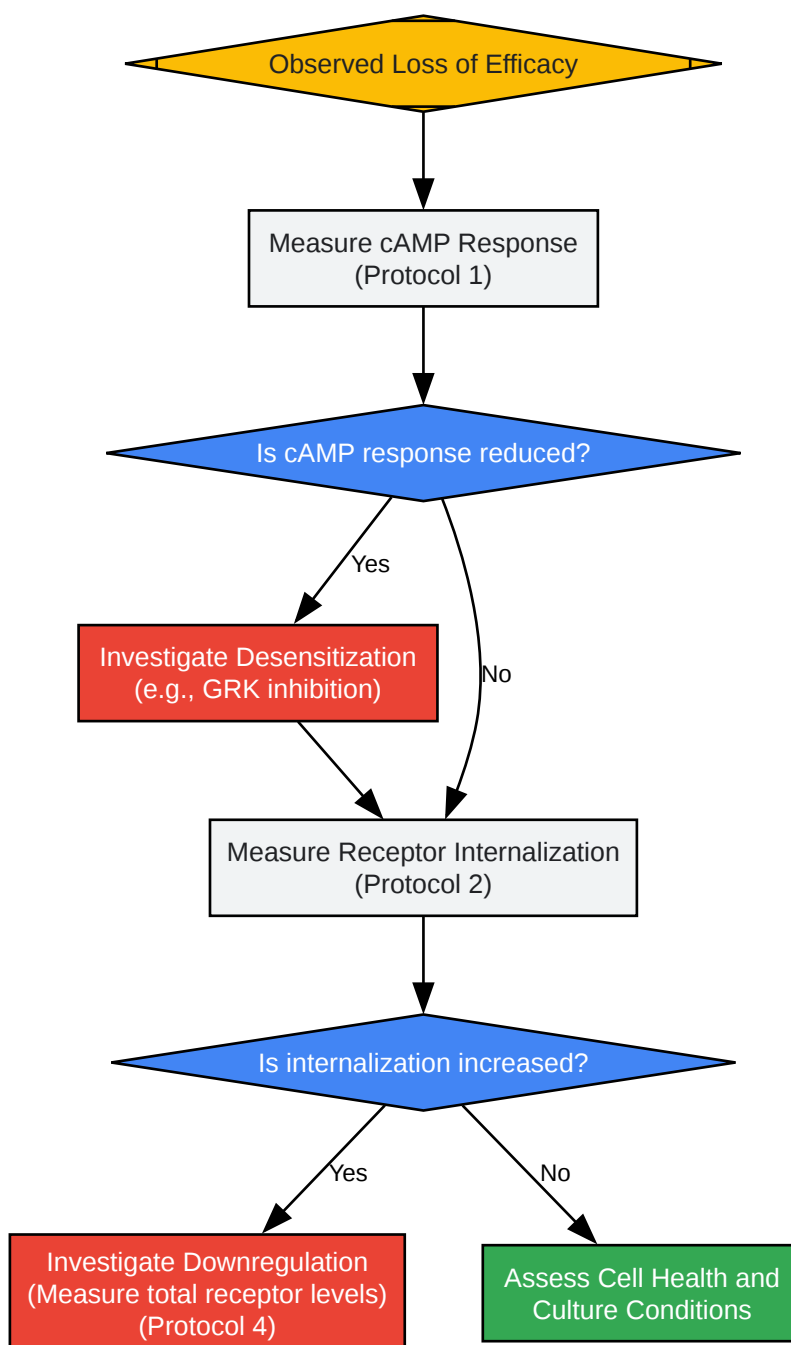 Observed Loss of Efficacy
Measure cAMP Response
(Protocol 1)
Is cAMP response reduced?
Yes
Investigate Desensitization
(e.g., GRK inhibition)
No
Measure Receptor Internalization
(Protocol 2)
Is internalization increased?
Yes
No
Investigate Downregulation
(Measure total receptor levels)
(Protocol 4)
Assess Cell Health and
Culture Conditions